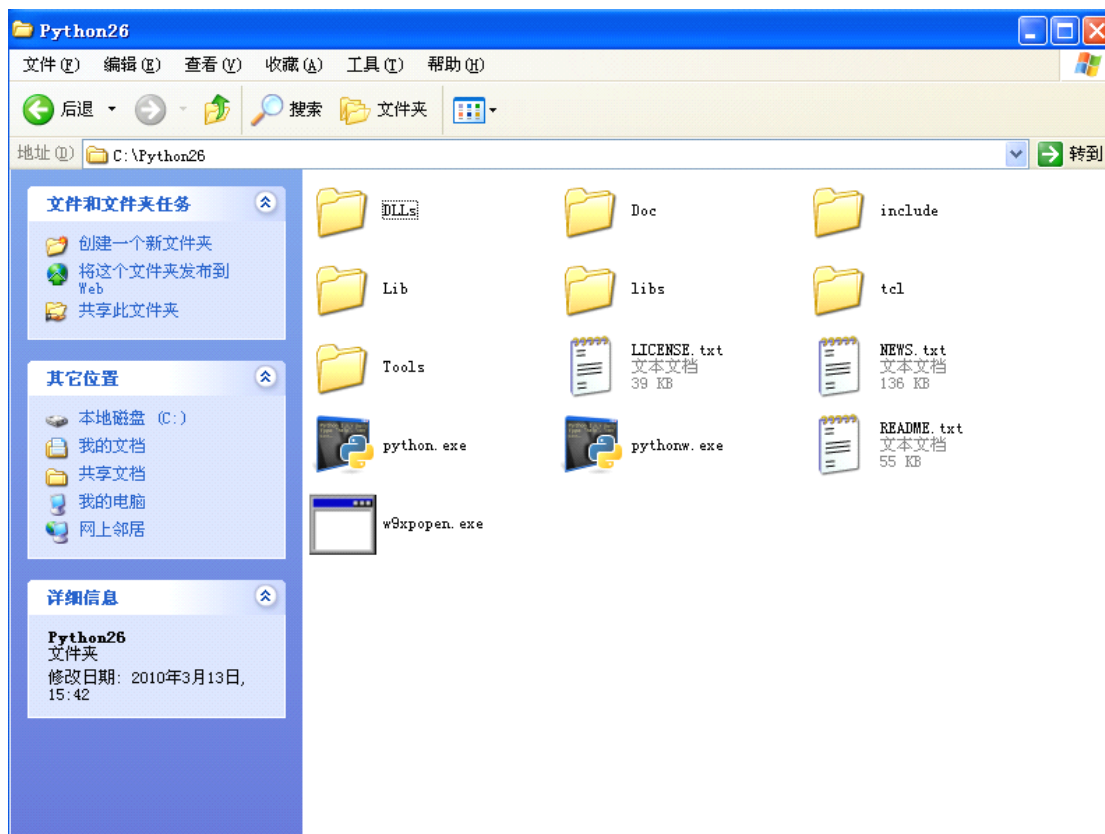 Python26
文件(F) 编辑(E) 查看(V) 收藏(A) 工具(T) 帮助(H)
后退 搜索 文件夹
地址(D) C:\Python26 转到
文件和文件夹任务
创建一个新文件夹
将这个文件夹发布到
Web
共享此文件夹
其它位置
本地磁盘 (C:)
我的文档
共享文档
我的电脑
网上邻居
详细信息
Python26
文件夹
修改日期: 2010年3月13日,
15:42
DLLs
Doc
include
Lib
libs
tcl
Tools
LICENSE.txt
文本文档
39 KB
NEWS.txt
文本文档
136 KB
python.exe
pythonw.exe
README.txt
文本文档
55 KB
w9xpopen.exe